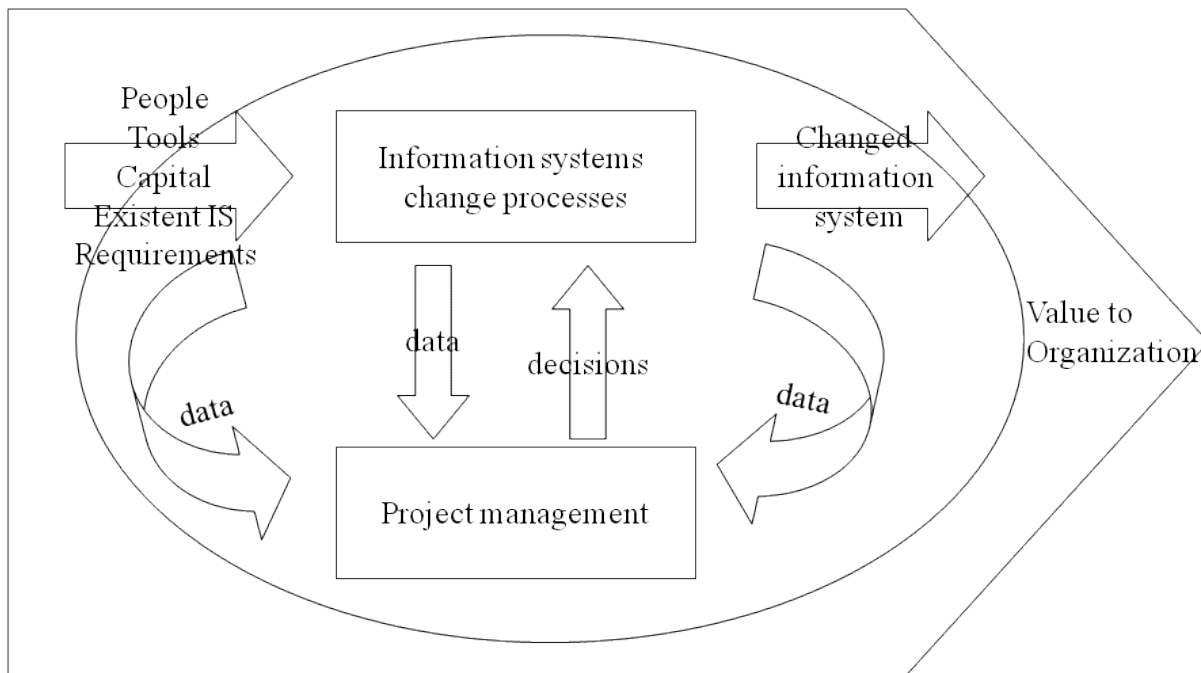 People
Tools
Capital
Existent IS
Requirements
Information systems
change processes
Changed
information
system
data
decisions
data
data
Value to
Organization
Project management